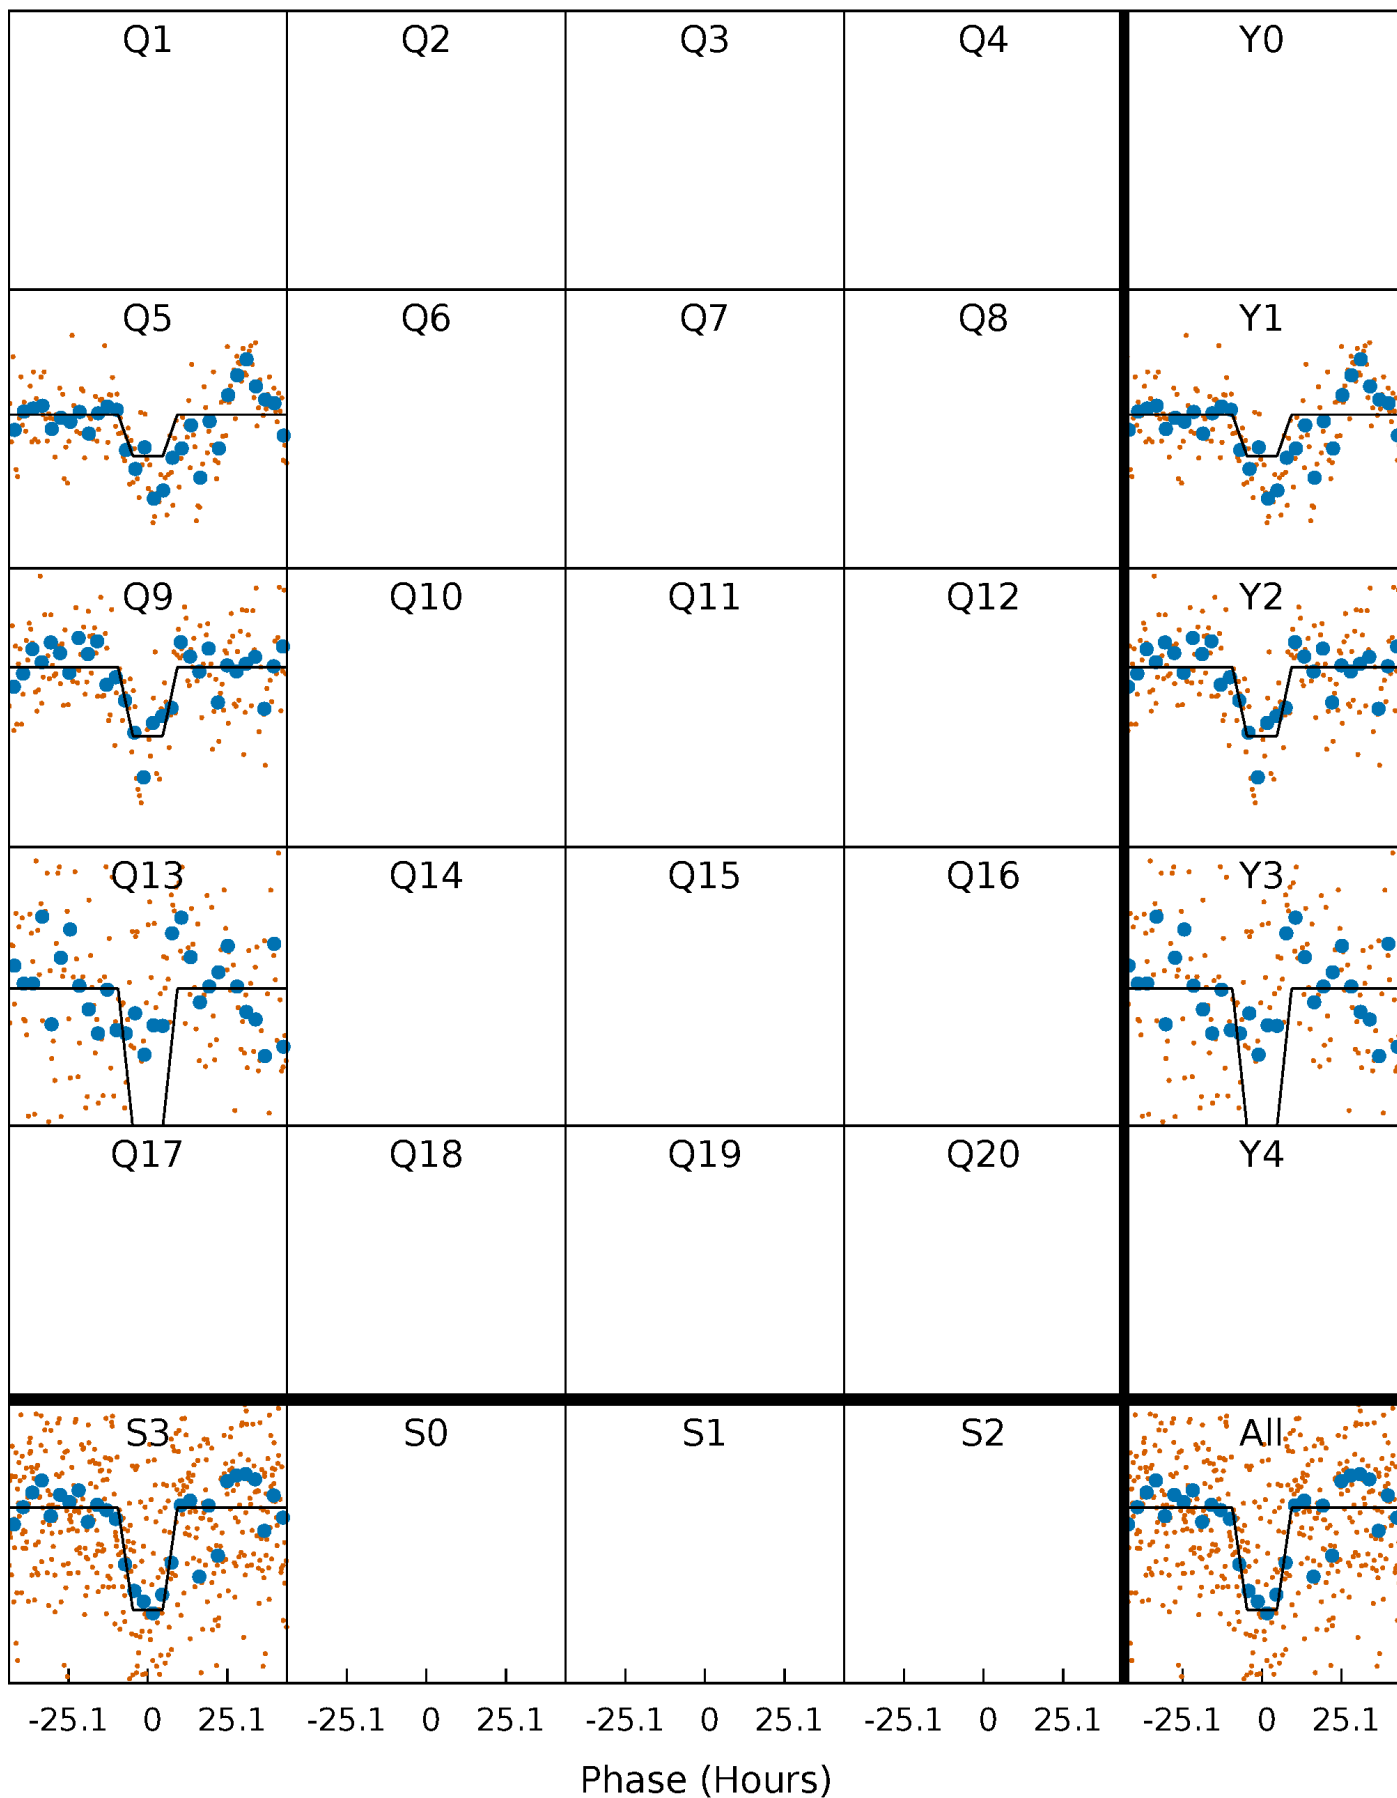 Q1 Q2 Q3 Q4 Y0
Q5 Q6 Q7 Q8 Y1
Q9 Q10 Q11 Q12 Y2
Q13 Q14 Q15 Q16 Y3
Q17 Q18 Q19 Q20 Y4
S3 S0 S1 S2 All
-25.1 0 25.1 -25.1 0 25.1 -25.1 0 25.1 -25.1 0 25.1 -25.1 0 25.1
Phase (Hours)